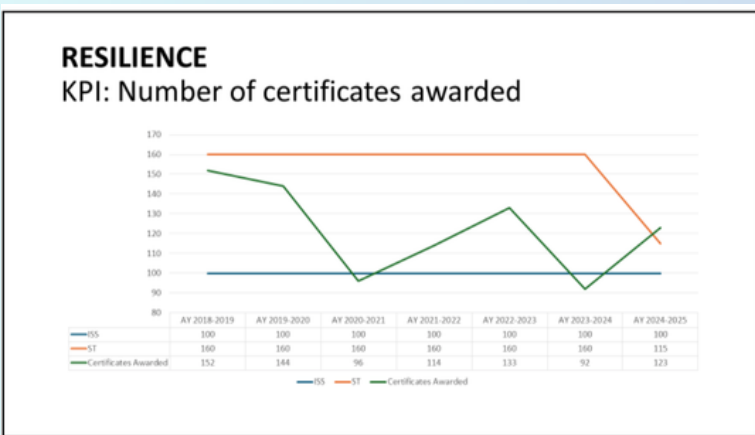 RESILIENCE
KPI: Number of certificates awarded
170
160
150
140
130
120
110
100
90
80
AY 2018-2019 AY 2019-2020 AY 2020-2021 AY 2021-2022 AY 2022-2023 AY 2023-2024 AY 2024-2025
ISS 100 100 100 100 100 100 100
ST 160 160 160 160 160 160 115
Certificates Awarded 152 144 96 114 133 92 123
ISS ST Certificates Awarded